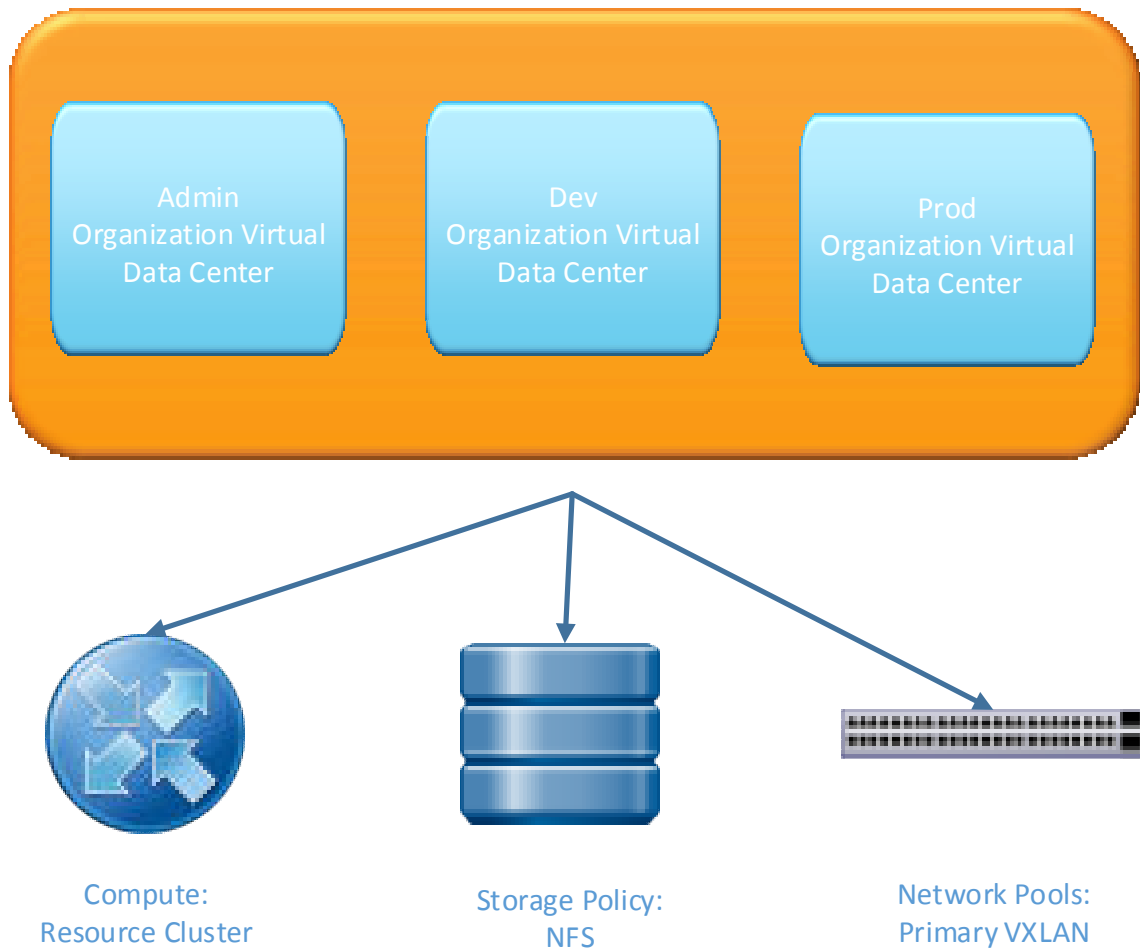 Admin
Organization Virtual
Data Center
Dev
Organization Virtual
Data Center
Prod
Organization Virtual
Data Center
Compute:
Resource Cluster
Storage Policy:
NFS
Network Pools:
Primary VXLAN